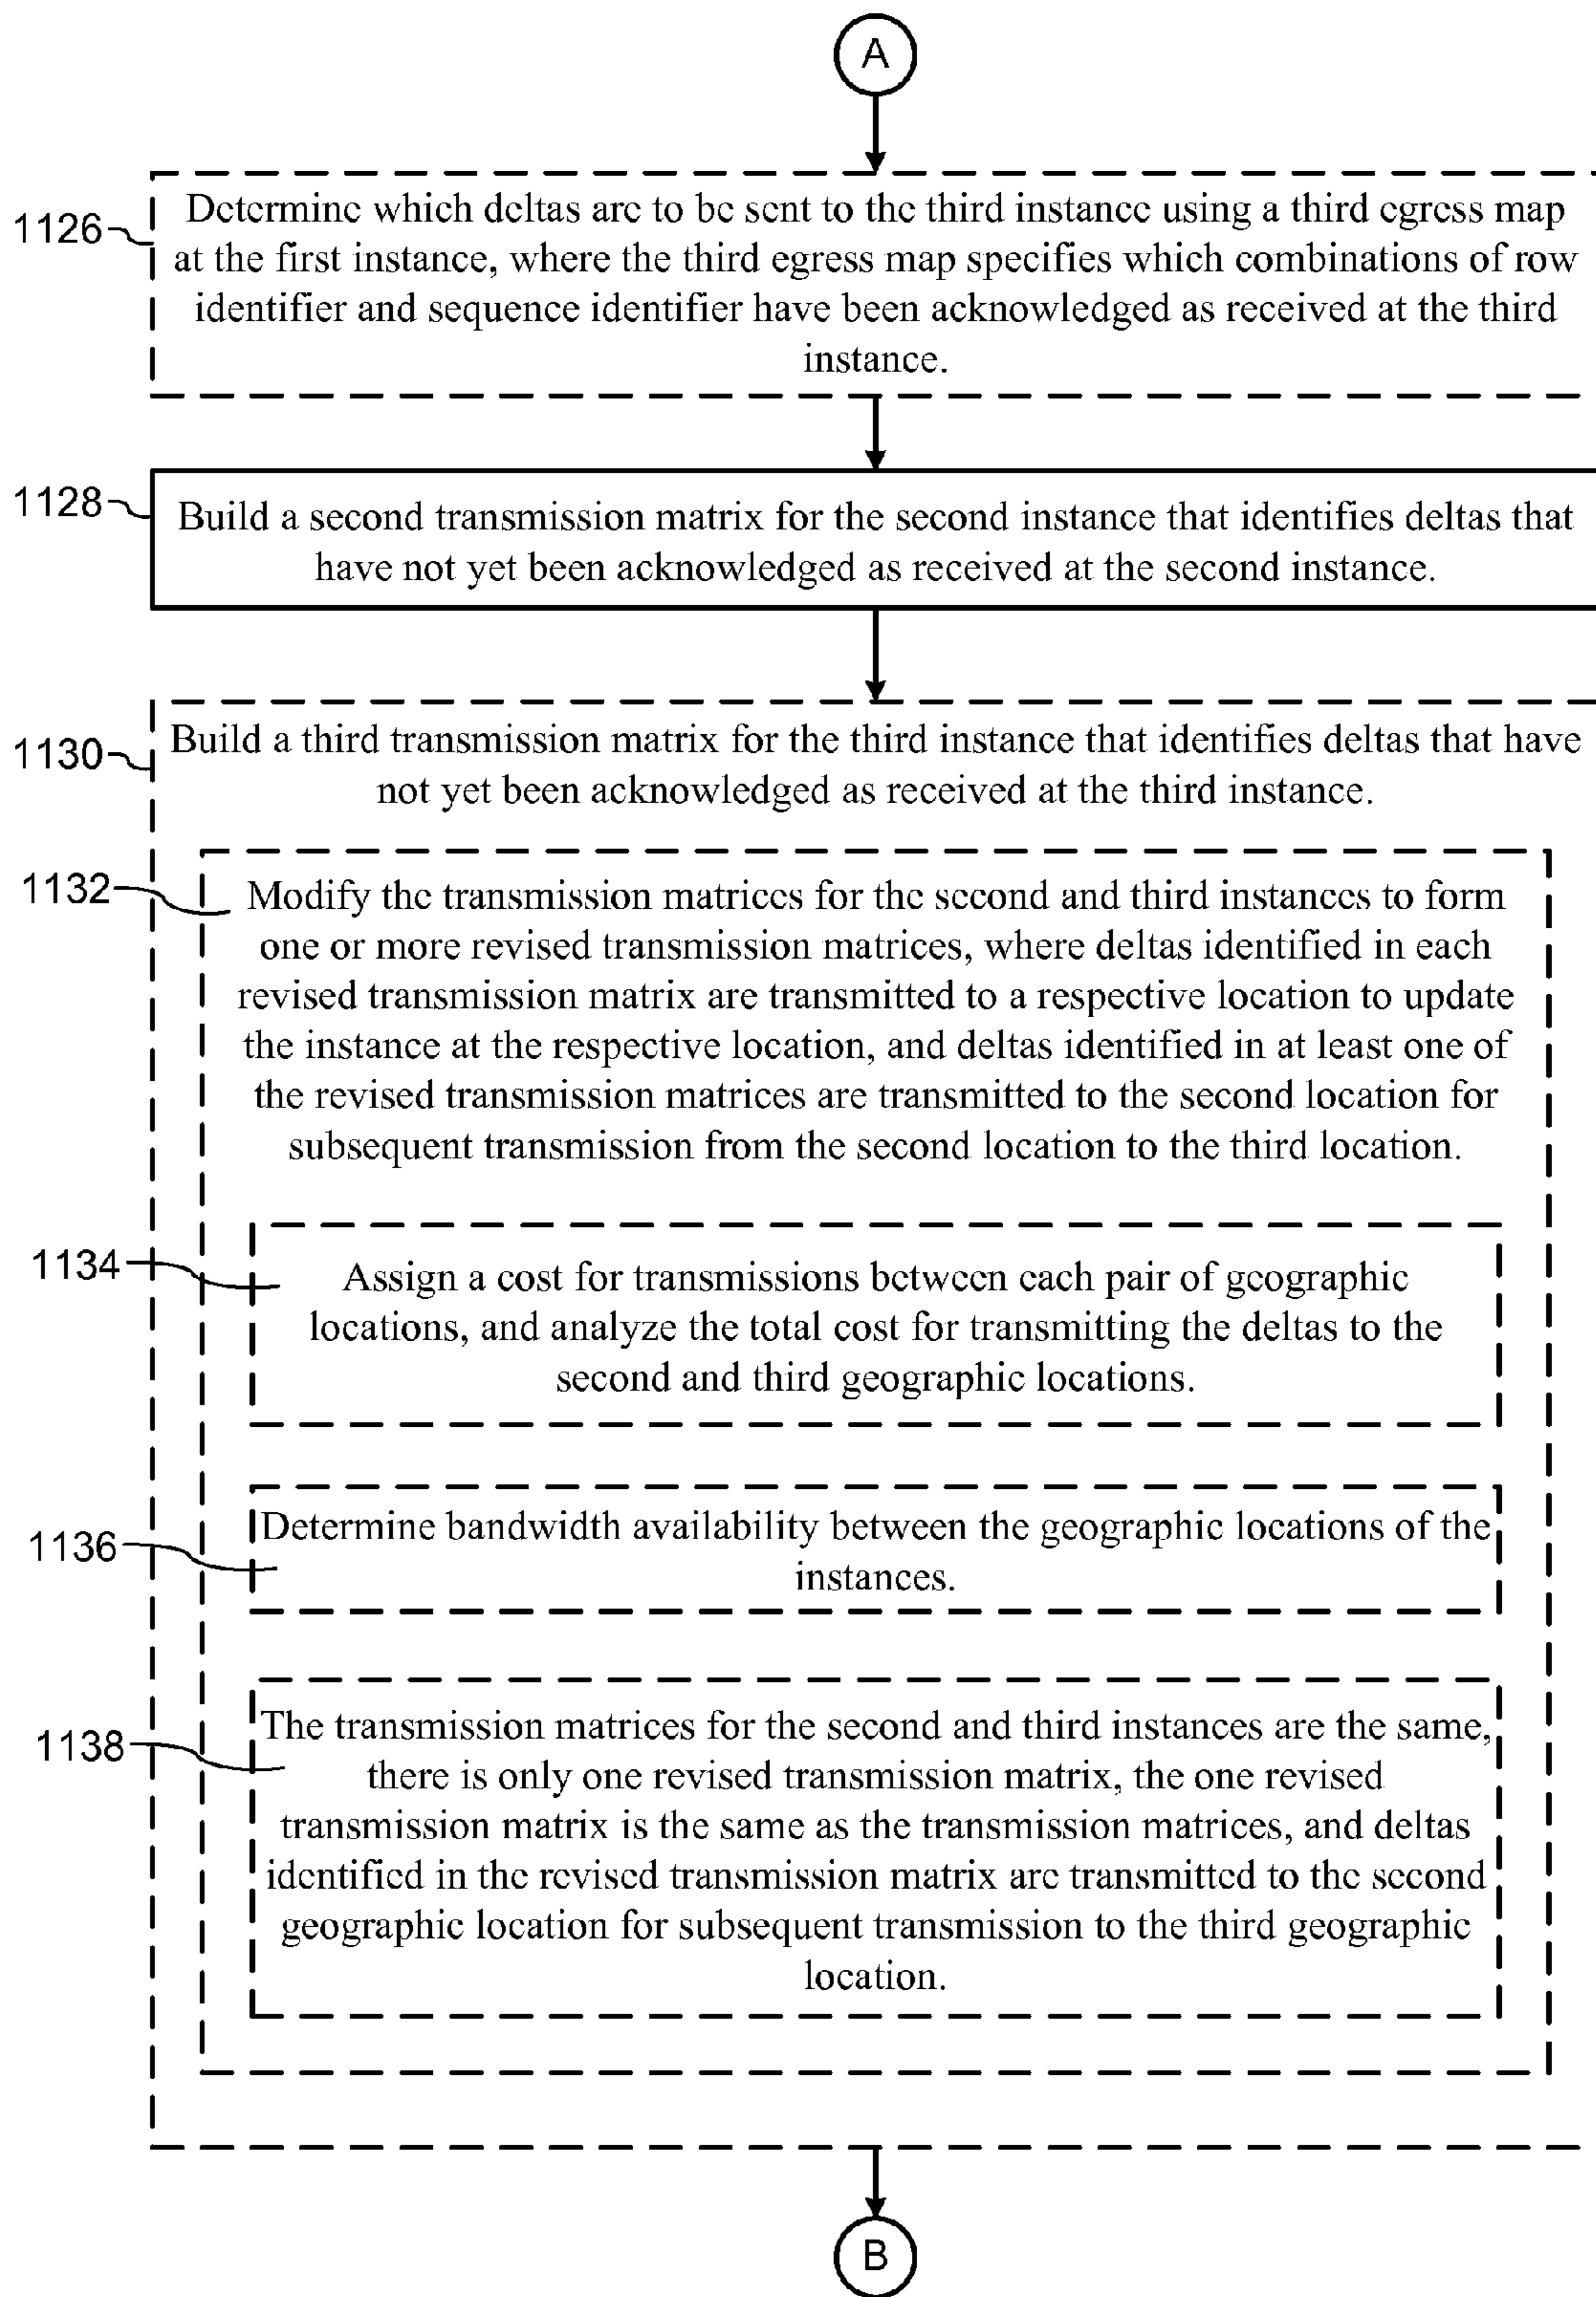 A
1126
Determine which deltas are to be sent to the third instance using a third egress map
at the first instance, where the third egress map specifies which combinations of row
identifier and sequence identifier have been acknowledged as received at the third
instance.
1128
Build a second transmission matrix for the second instance that identifies deltas that
have not yet been acknowledged as received at the second instance.
1130
Build a third transmission matrix for the third instance that identifies deltas that have
not yet been acknowledged as received at the third instance.
1132
Modify the transmission matrices for the second and third instances to form
one or more revised transmission matrices, where deltas identified in each
revised transmission matrix are transmitted to a respective location to update
the instance at the respective location, and deltas identified in at least one of
the revised transmission matrices are transmitted to the second location for
subsequent transmission from the second location to the third location.
1134
Assign a cost for transmissions between each pair of geographic
locations, and analyze the total cost for transmitting the deltas to the
second and third geographic locations.
1136
Determine bandwidth availability between the geographic locations of the
instances.
1138
The transmission matrices for the second and third instances are the same,
there is only one revised transmission matrix, the one revised
transmission matrix is the same as the transmission matrices, and deltas
identified in the revised transmission matrix are transmitted to the second
geographic location for subsequent transmission to the third geographic
location.
B